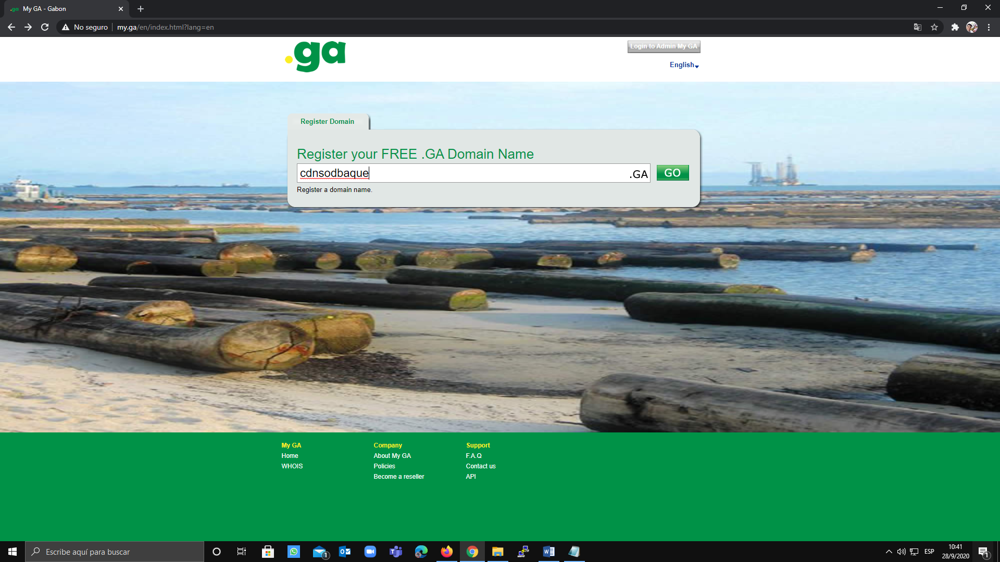 .ga My GA - Gabon
No seguro my.ga/en/index.html?lang=en
.ga
Login to Admin My GA
English
Register Domain
Register your FREE .GA Domain Name
cdnsodbaque .GA GO
Register a domain name.
My GA Company Support
Home About My GA F.A.Q
WHOIS Policies Contact us
Become a reseller API
Escribe aquí para buscar
1
ESP
10:41
28/9/2020
1